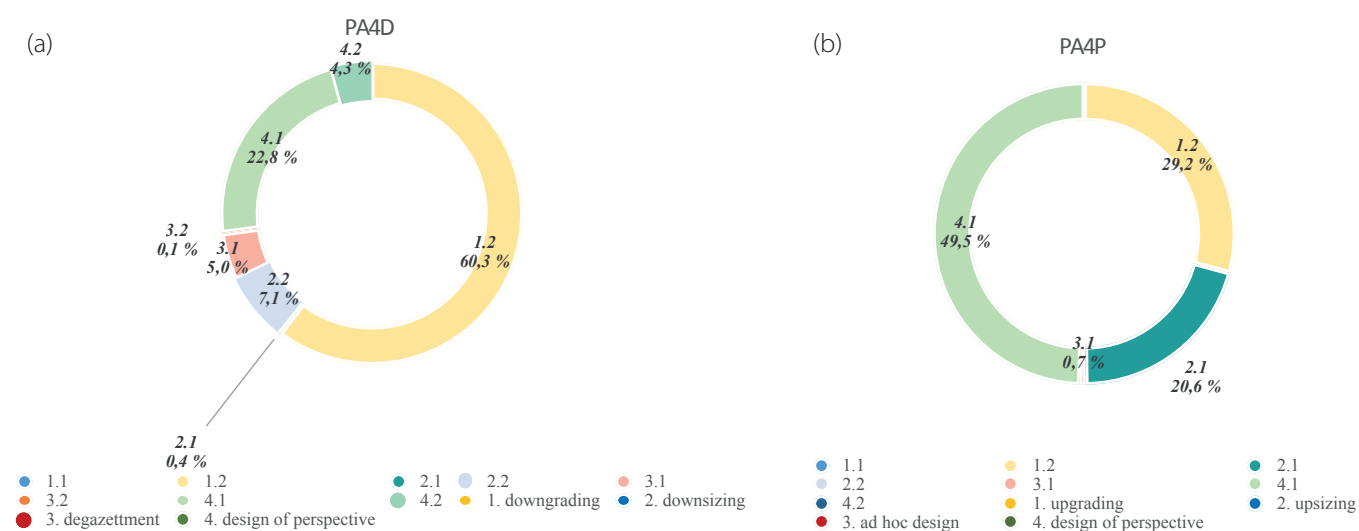 (a)
PA4D
4.2
4,3 %
4.1
22,8 %
3.2
0,1 %
3.1
5,0 %
2.2
7,1 %
1.2
60,3 %
2.1
0,4 %
1.1 1.2 2.1 2.2 3.1
3.2 4.1 4.2 1. downgrading 2. downsizing
3. degazettment 4. design of perspective
(b)
PA4P
1.2
29,2 %
4.1
49,5 %
3.1
0,7 %
2.1
20,6 %
1.1 1.2 2.1
2.2 3.1 4.1
4.2 1. upgrading 2. upsizing
3. ad hoc design 4. design of perspective